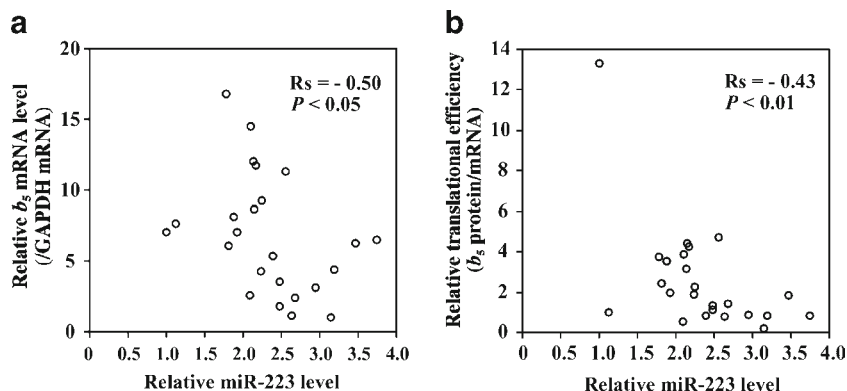 a
20
15
10
5
0
Relative b5 mRNA level
(/GAPDH mRNA)
Rs = - 0.50
P < 0.05
0 0.5 1.0 1.5 2.0 2.5 3.0 3.5 4.0
Relative miR-223 level
b
14
12
10
8
6
4
2
0
Relative translational efficiency
(b5 protein/mRNA)
Rs = - 0.43
P < 0.01
0 0.5 1.0 1.5 2.0 2.5 3.0 3.5 4.0
Relative miR-223 level